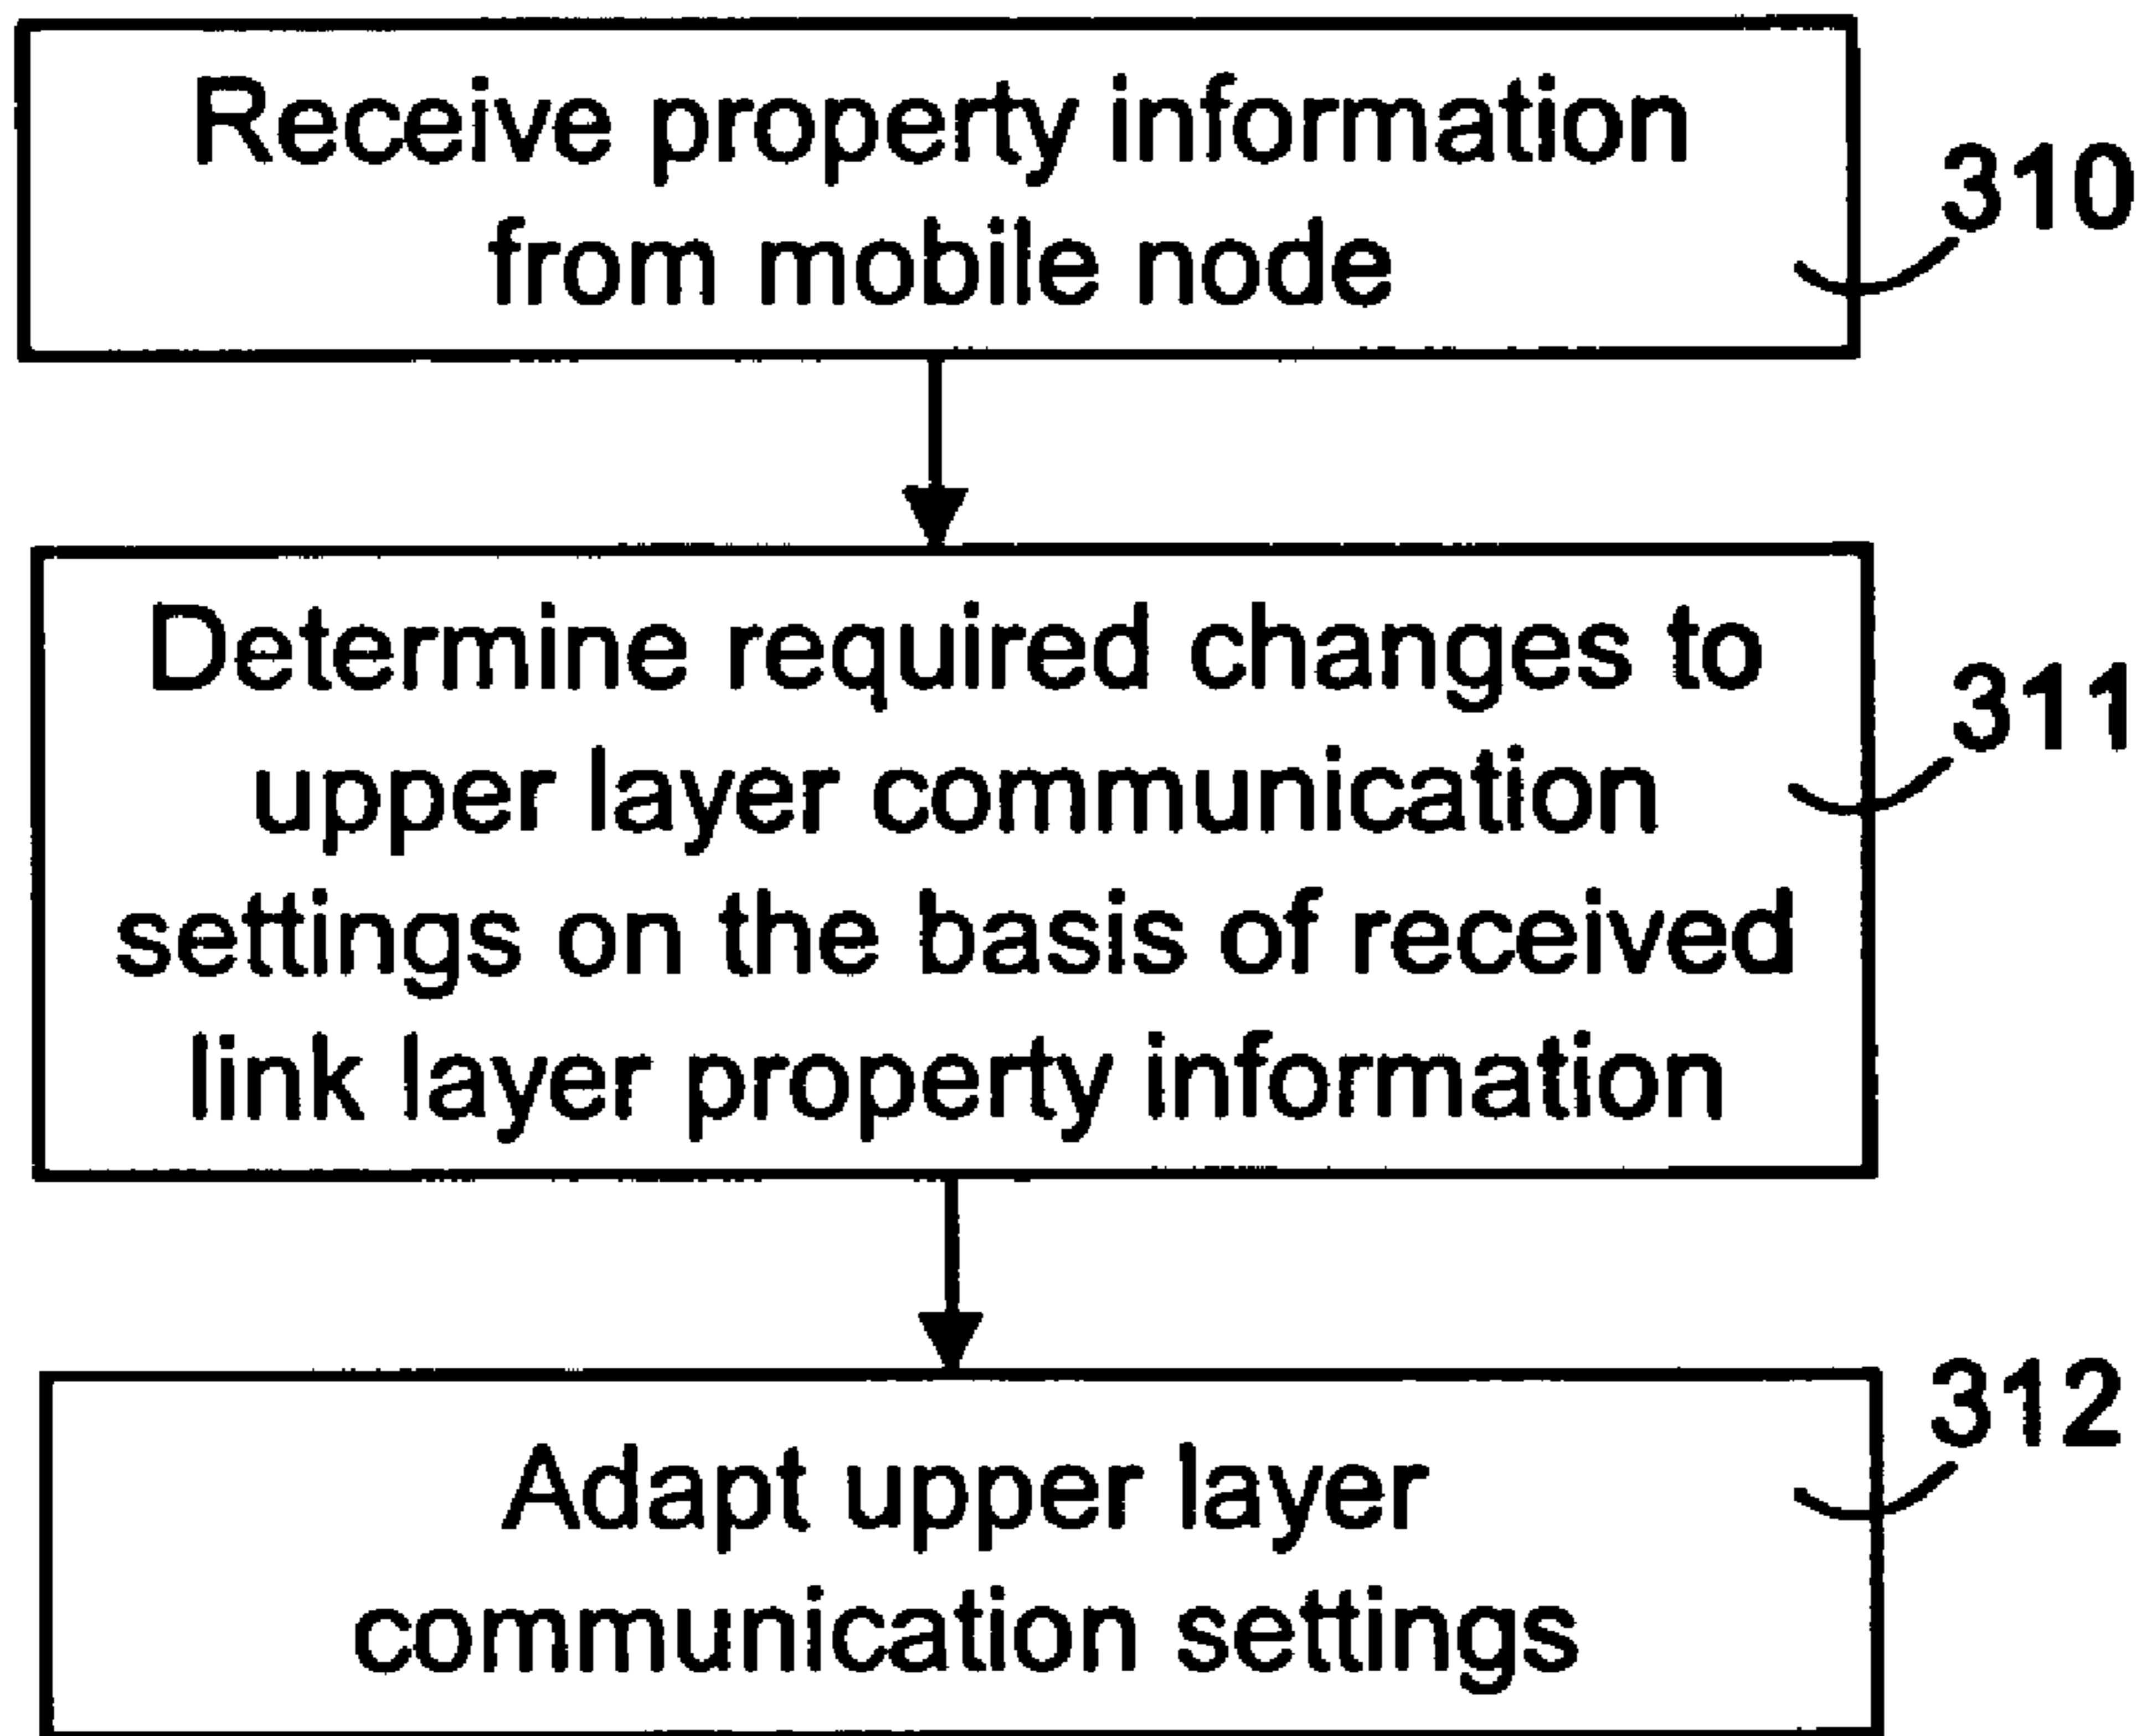 Receive property information
from mobile node
310
Determine required changes to
upper layer communication
settings on the basis of received
link layer property information
311
Adapt upper layer
communication settings
312